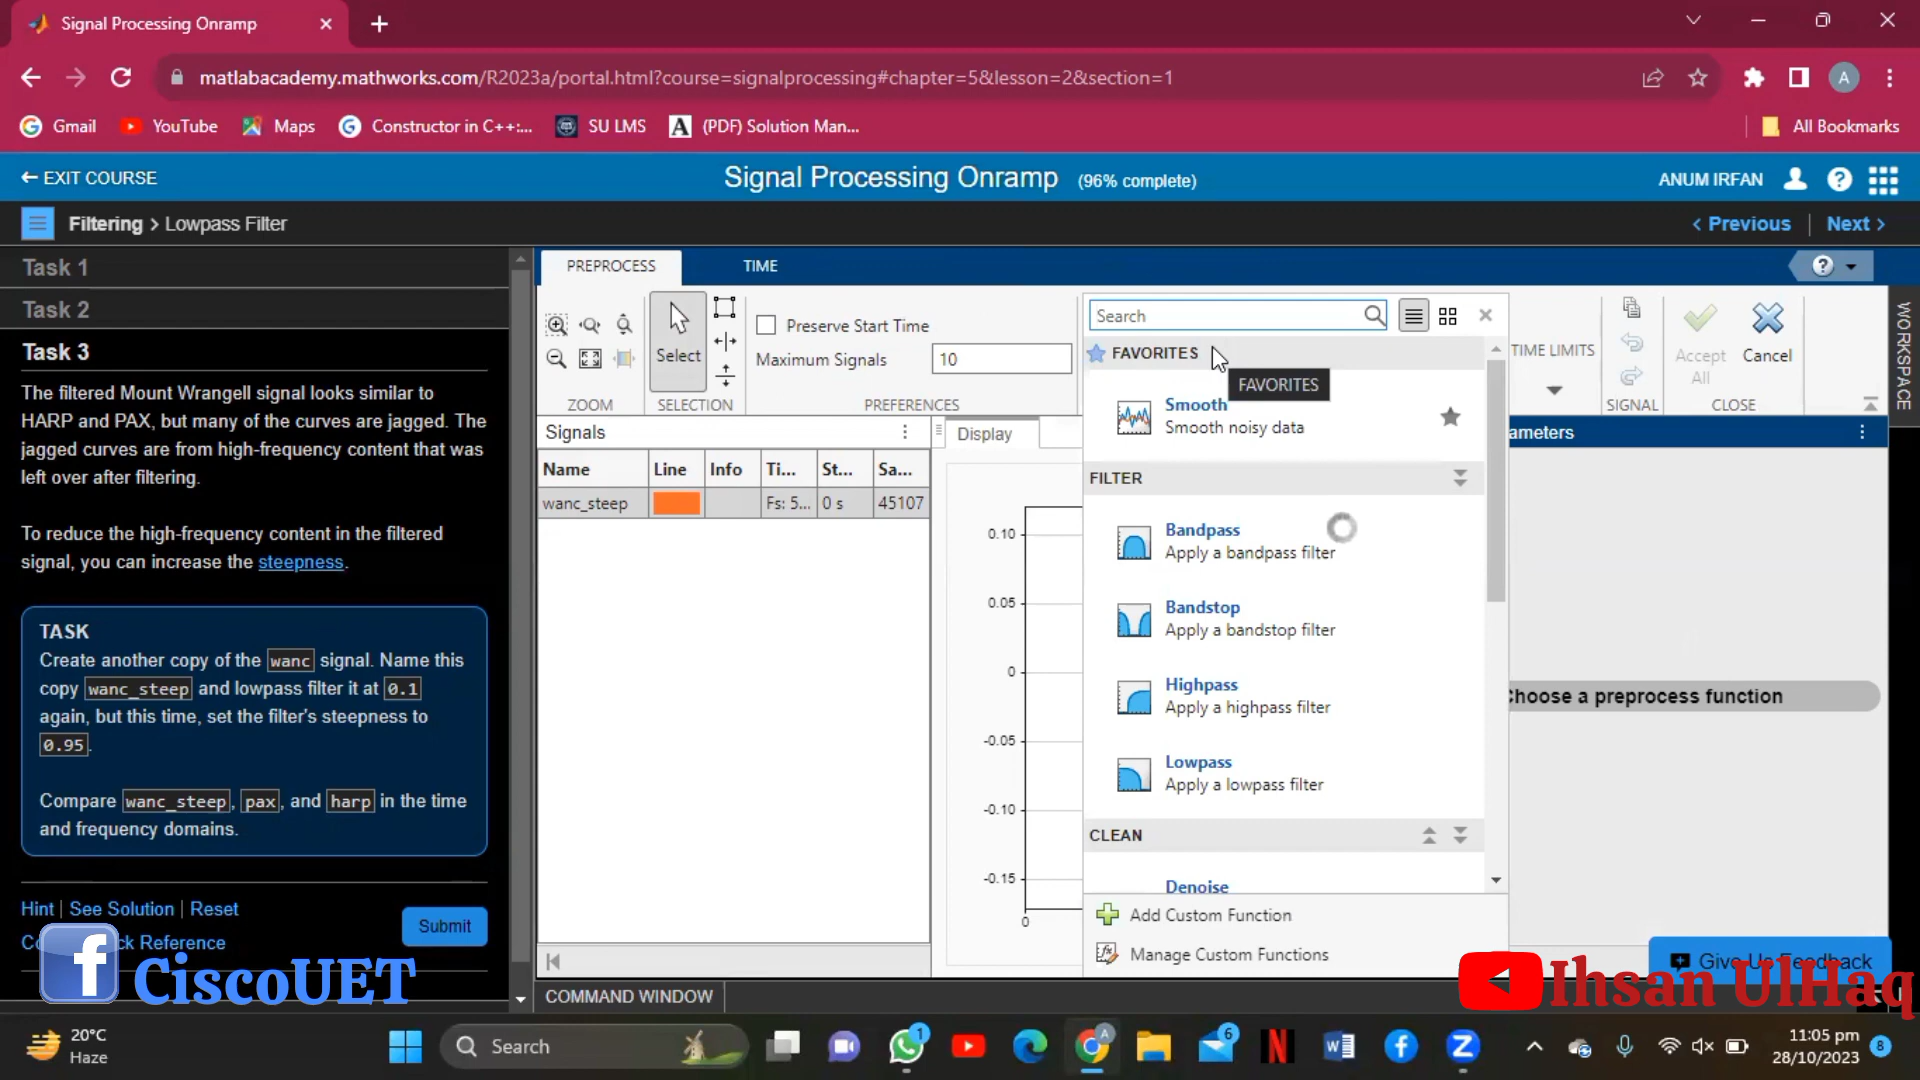 Signal Processing Onramp
matlabacademy.mathworks.com/R2023a/portal.html?course=signalprocessing#chapter=5&lesson=2&section=1
A
Gmail
YouTube
Maps
Constructor in C++:...
SU LMS
(PDF) Solution Man...
All Bookmarks
EXIT COURSE
Signal Processing Onramp (96% complete)
ANUM IRFAN
Filtering > Lowpass Filter
< Previous
Next >
Task 1
Task 2
Task 3
The filtered Mount Wrangell signal looks similar to
HARP and PAX, but many of the curves are jagged. The
jagged curves are from high-frequency content that was
left over after filtering.
To reduce the high-frequency content in the filtered
signal, you can increase the steepness.
TASK
Create another copy of the wanc signal. Name this
copy wanc_steep and lowpass filter it at 0.1
again, but this time, set the filter's steepness to
0.95.
Compare wanc_steep, pax, and harp in the time
and frequency domains.
Hint | See Solution | Reset
Submit
ck Reference
PREPROCESS
TIME
Select
Preserve Start Time
Maximum Signals
10
ZOOM
SELECTION
PREFERENCES
TIME LIMITS
Accept
All
Cancel
SIGNAL
CLOSE
WORKSPACE
Signals
Name
Line
Info
Ti...
St...
Sa...
wanc_steep
Fs: 5...
0 s
45107
Display
0.10
0.05
0
-0.05
-0.10
-0.15
0
Search
FAVORITES
FAVORITES
Smooth
Smooth noisy data
FILTER
Bandpass
Apply a bandpass filter
Bandstop
Apply a bandstop filter
Highpass
Apply a highpass filter
Lowpass
Apply a lowpass filter
CLEAN
Denoise
Add Custom Function
Manage Custom Functions
ameters
Choose a preprocess function
Give Us Feedback
COMMAND WINDOW
f CiscoUET
Ihsan UlHaq
20°C
Haze
Search
1
A
6
11:05 pm
28/10/2023
8